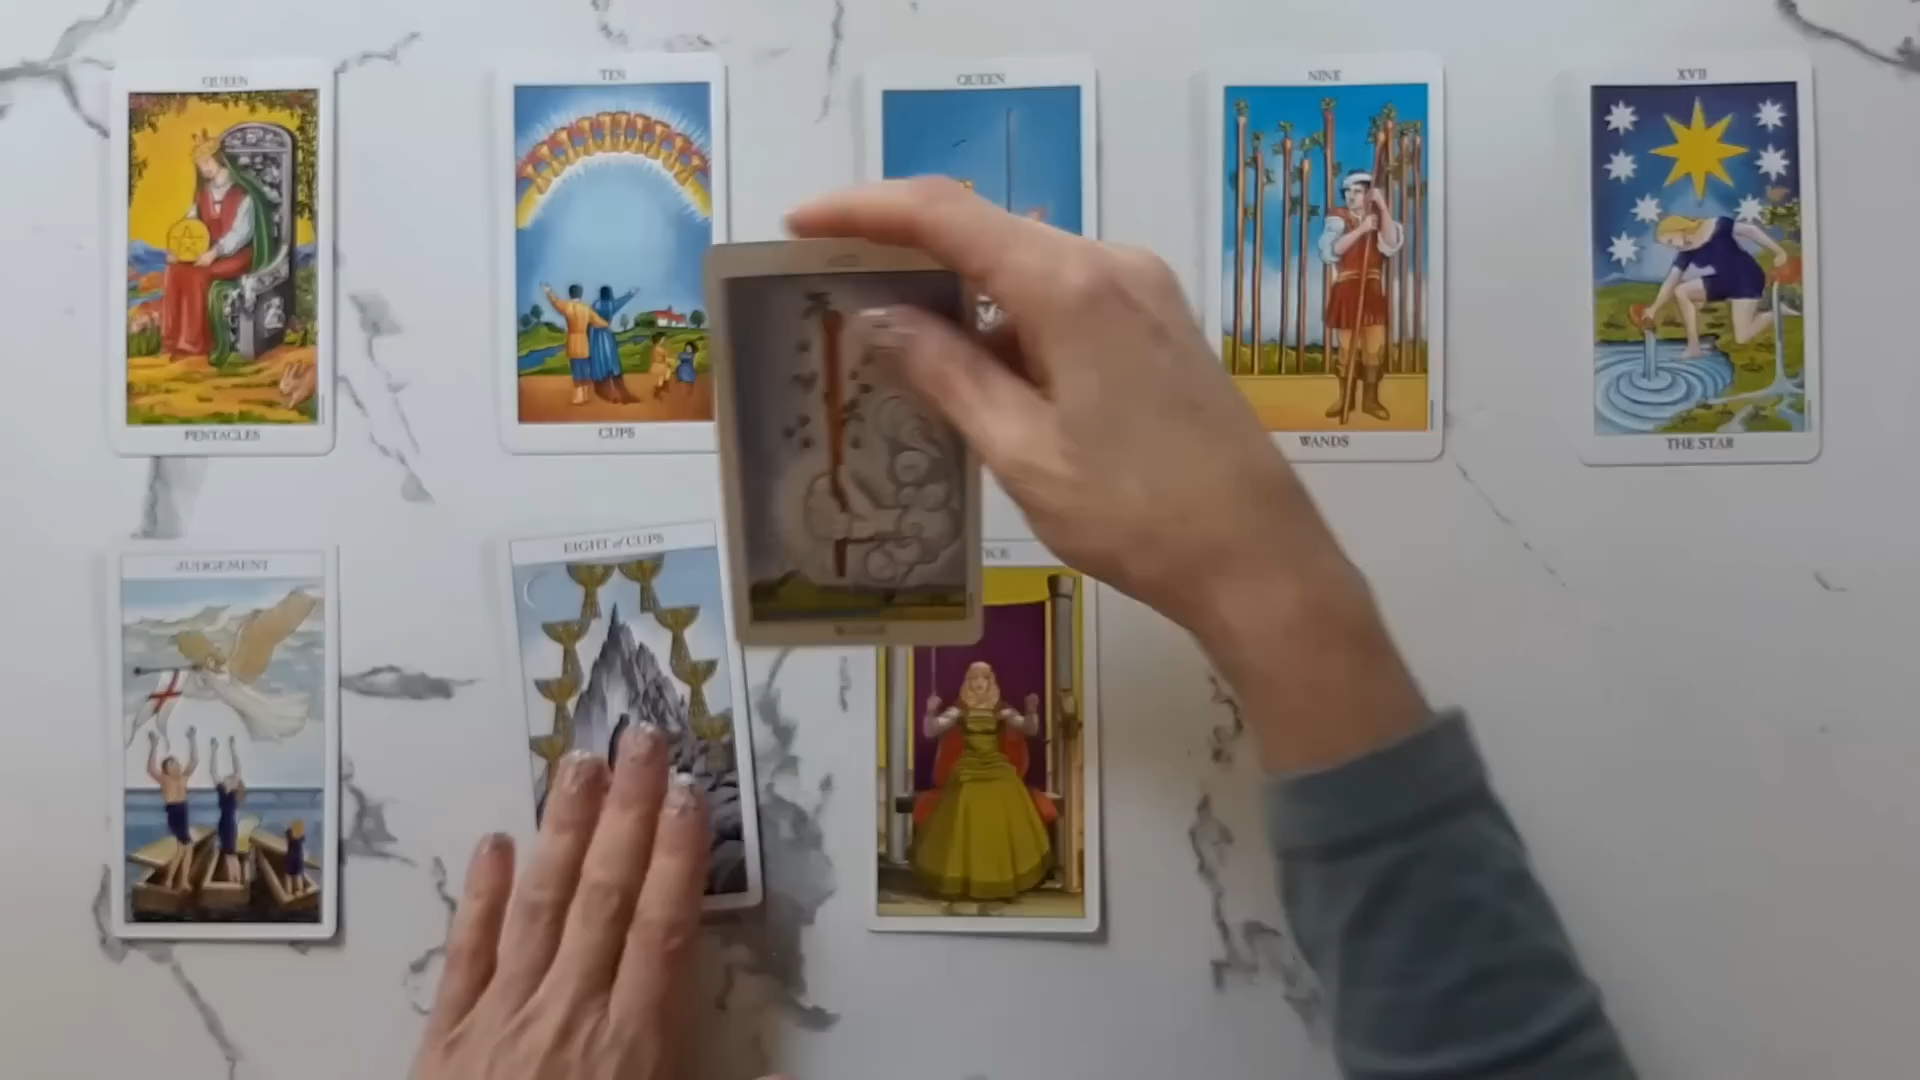 QUEEN
TEN
QUEEN
NINE
XVII
PENTACLES
CUPS
WANDS
THE STAR
JUDGEMENT
EIGHT of CUPS